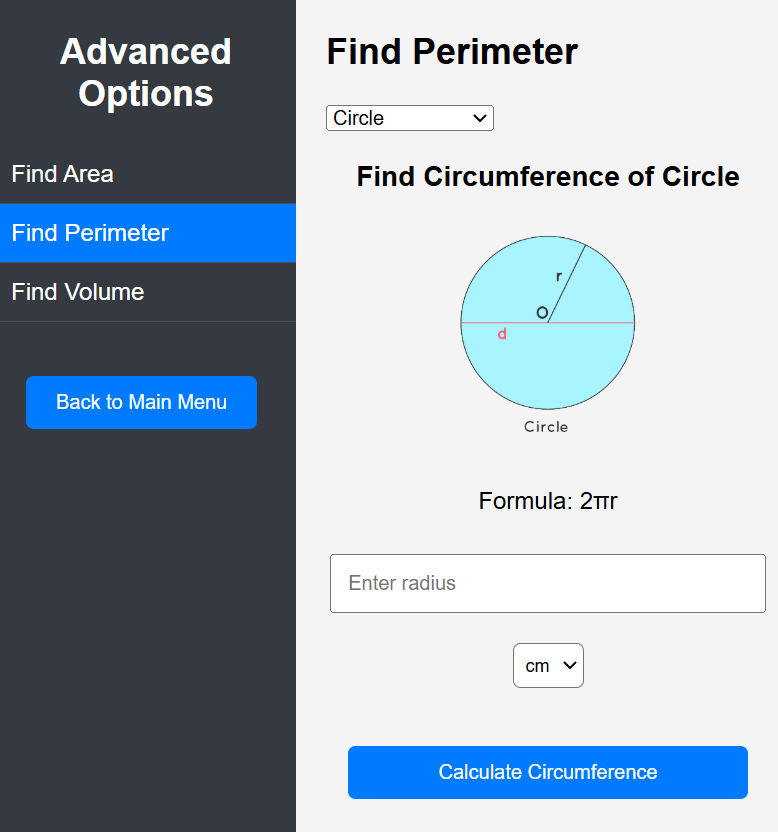 Advanced
Options
Find Area
Find Perimeter
Find Volume
Back to Main Menu
Find Perimeter
Circle
Find Circumference of Circle
r
O
d
Circle
Formula: 2πr
Enter radius
cm
Calculate Circumference